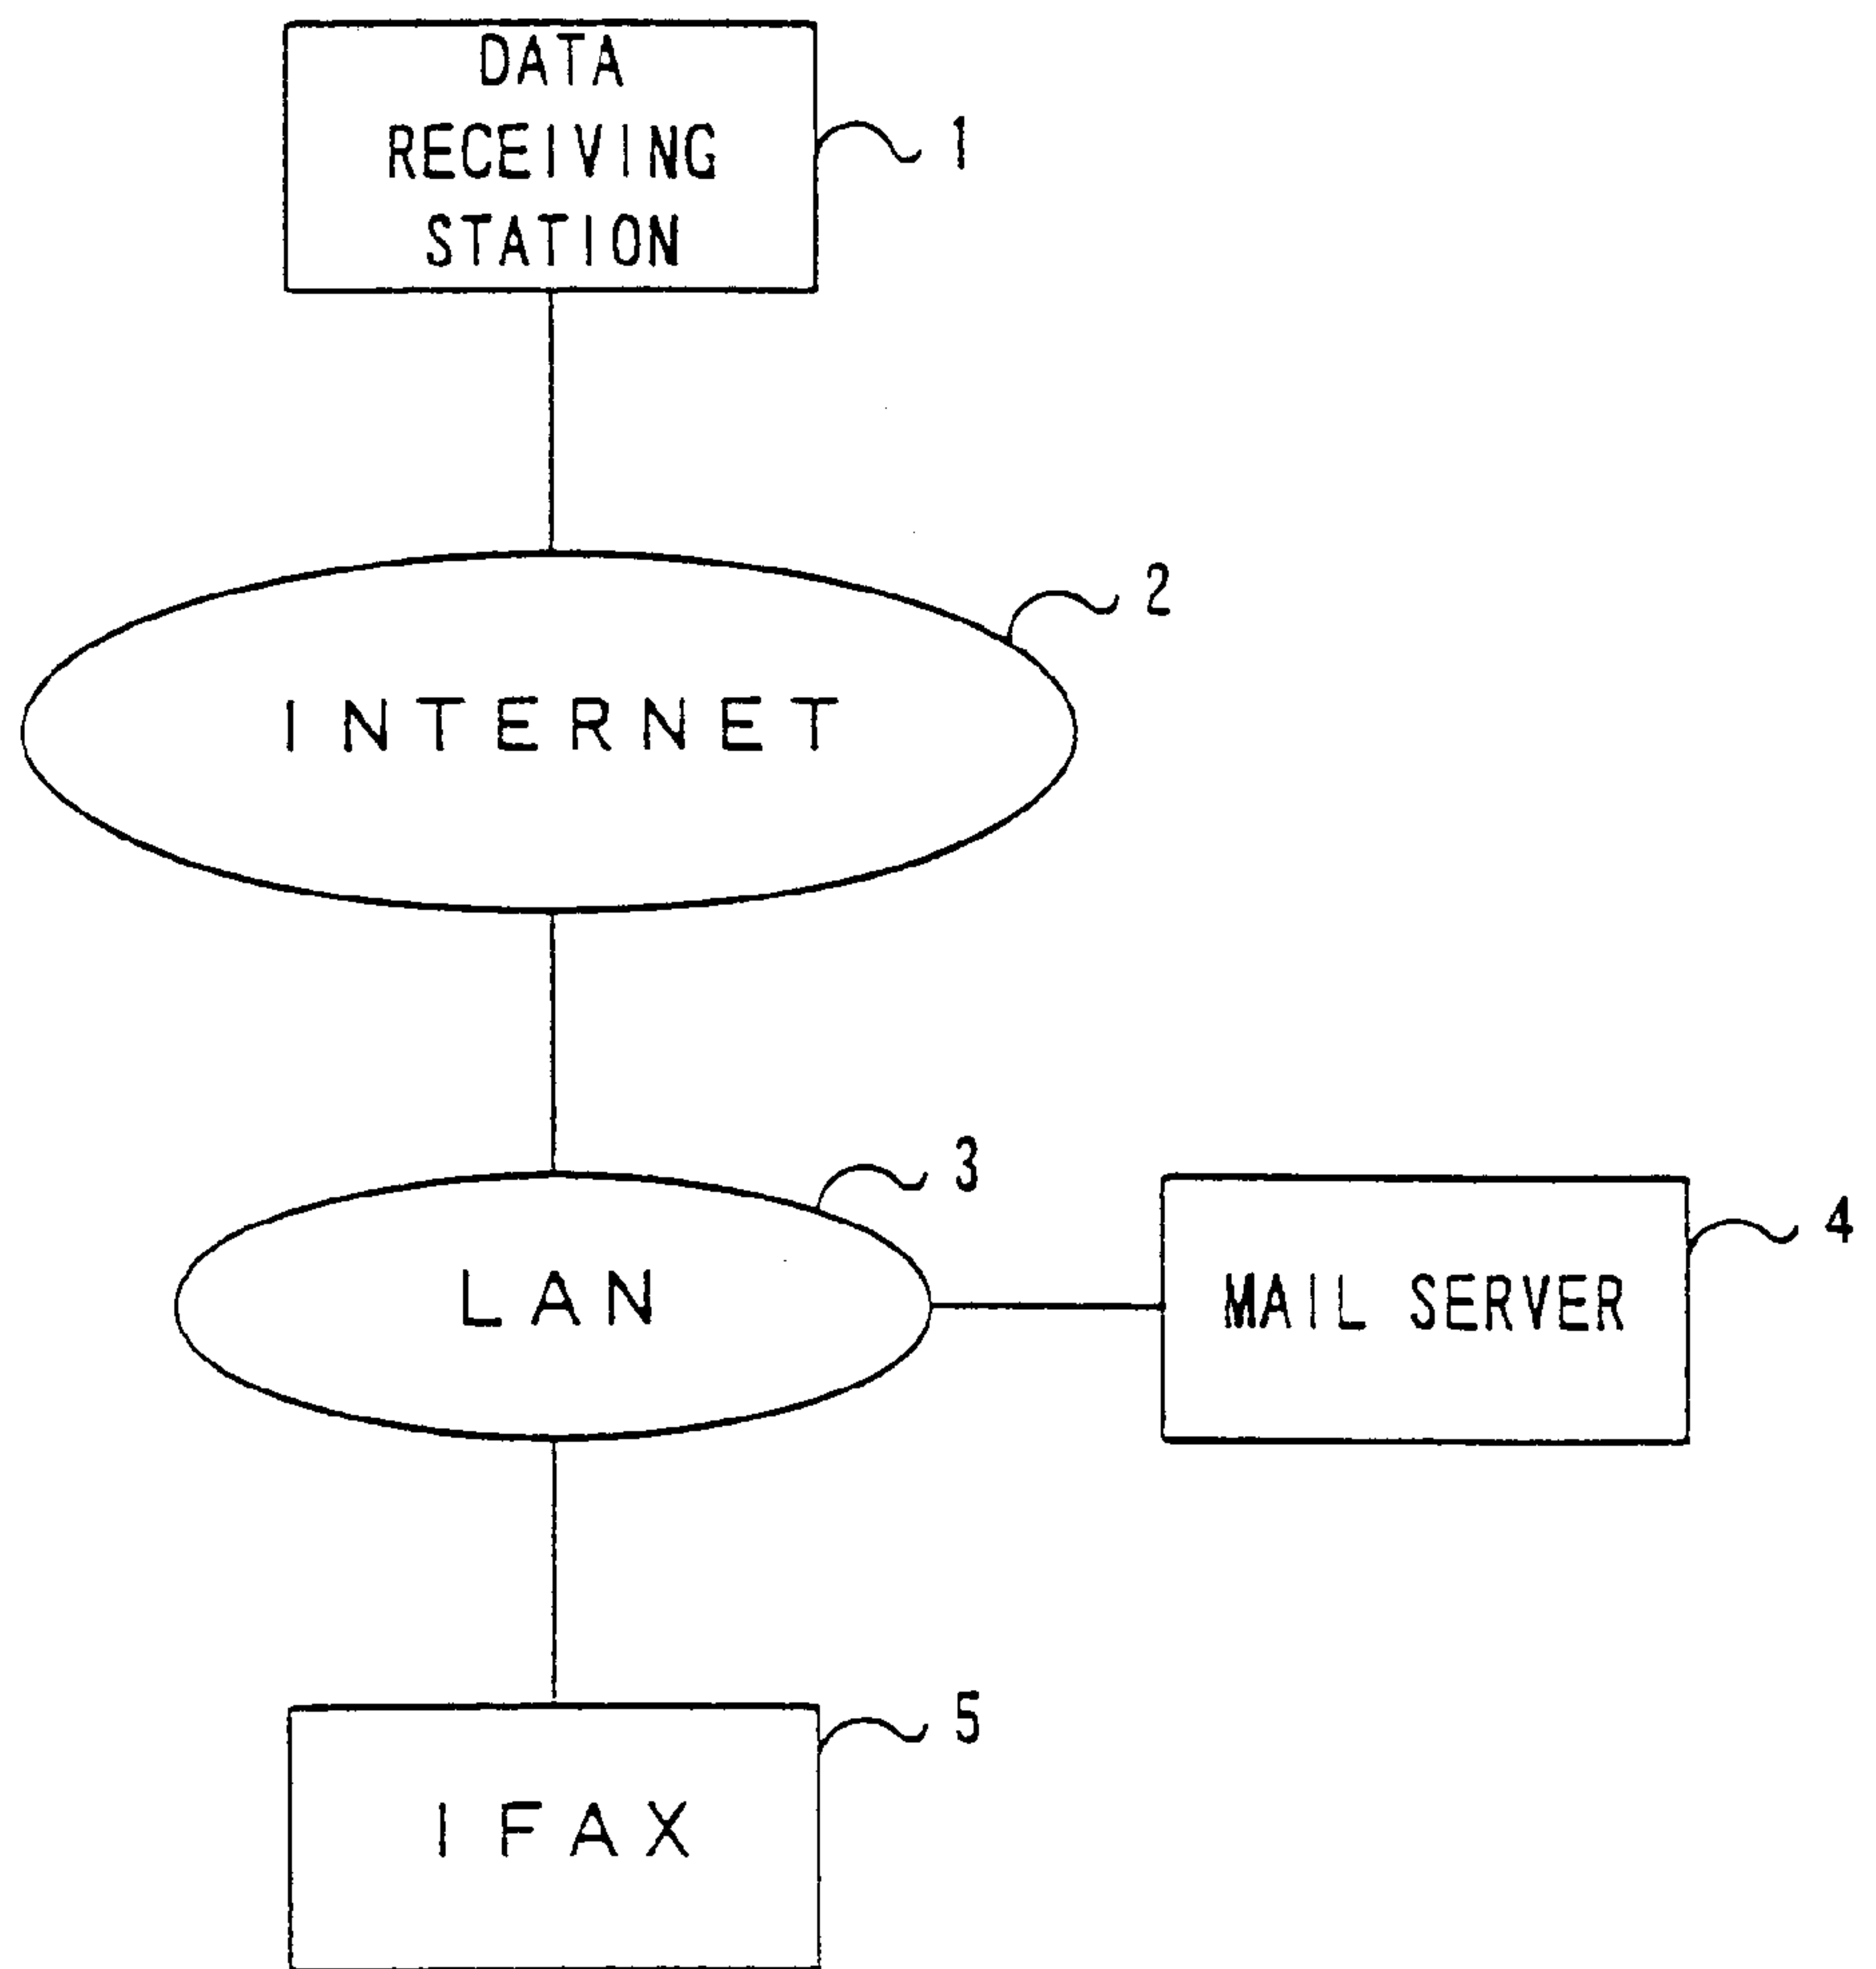 DATA
RECEIVING
STATION
1
2
INTERNET
3
LAN
4
MAIL SERVER
5
IFAX